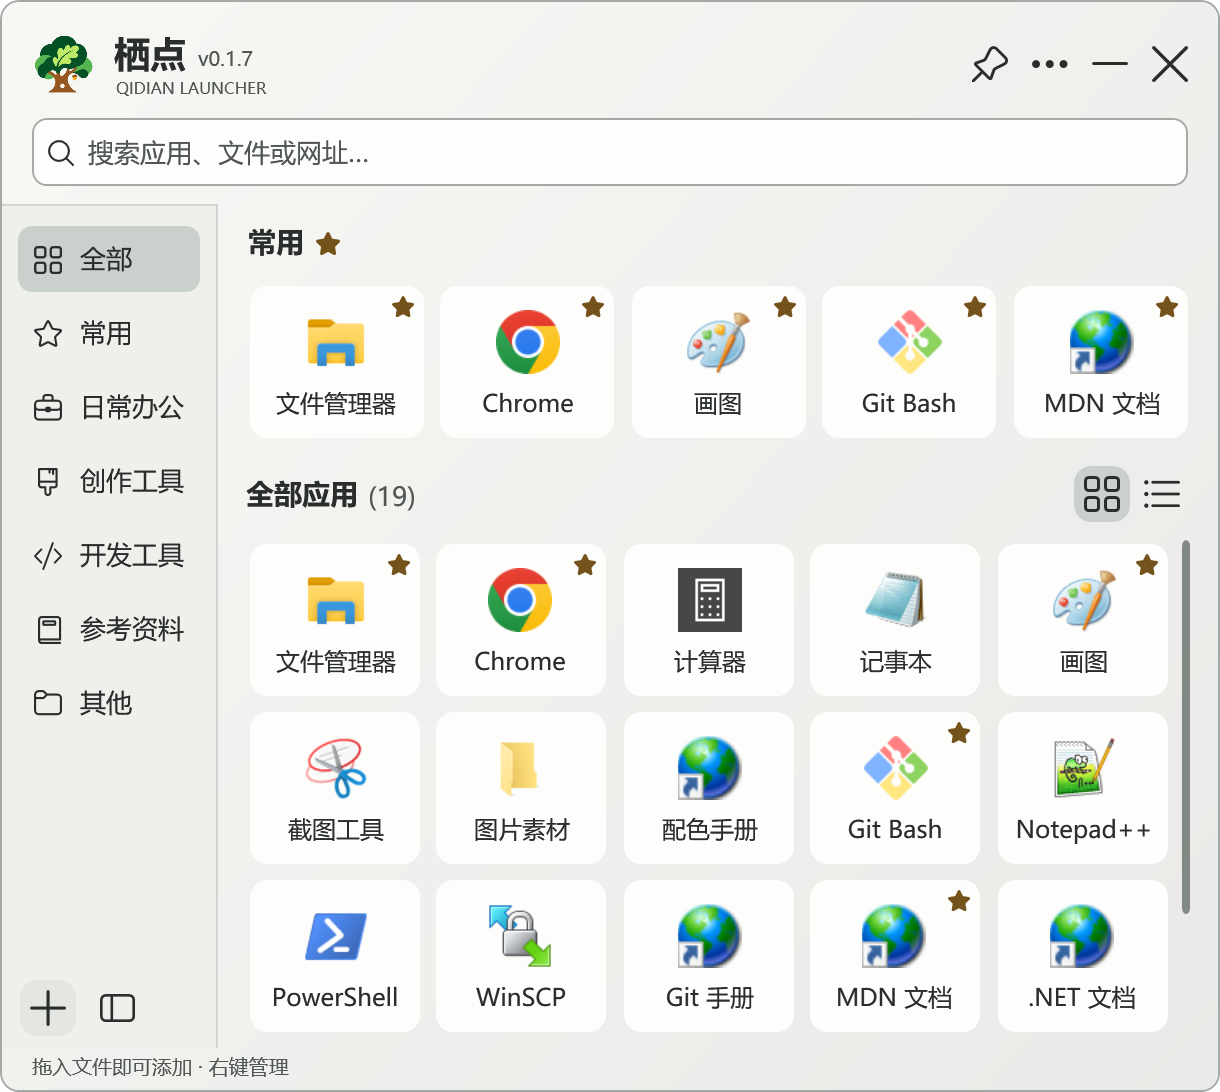 栖点 v0.1.7
QIDIAN LAUNCHER
搜索应用、文件或网址...
全部
常用
日常办公
创作工具
开发工具
参考资料
其他
常用
文件管理器 Chrome 画图 Git Bash MDN 文档
全部应用 (19)
文件管理器 Chrome 计算器 记事本 画图
截图工具 图片素材 配色手册 Git Bash Notepad++
PowerShell WinSCP Git 手册 MDN 文档 .NET 文档
拖入文件即可添加 · 右键管理